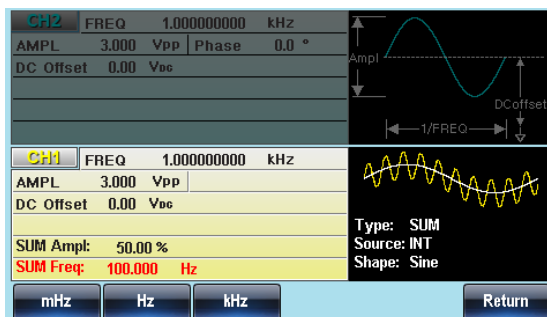 CH2 FREQ 1.000000000 kHz
AMPL 3.000 Vpp Phase 0.0 °
DC Offset 0.00 VDC
Ampl
DCoffset
1/FREQ
CH1 FREQ 1.000000000 kHz
AMPL 3.000 Vpp
DC Offset 0.00 VDC
SUM Ampl: 50.00 %
SUM Freq: 100.000 Hz
Type: SUM
Source: INT
Shape: Sine
mHz Hz kHz Return